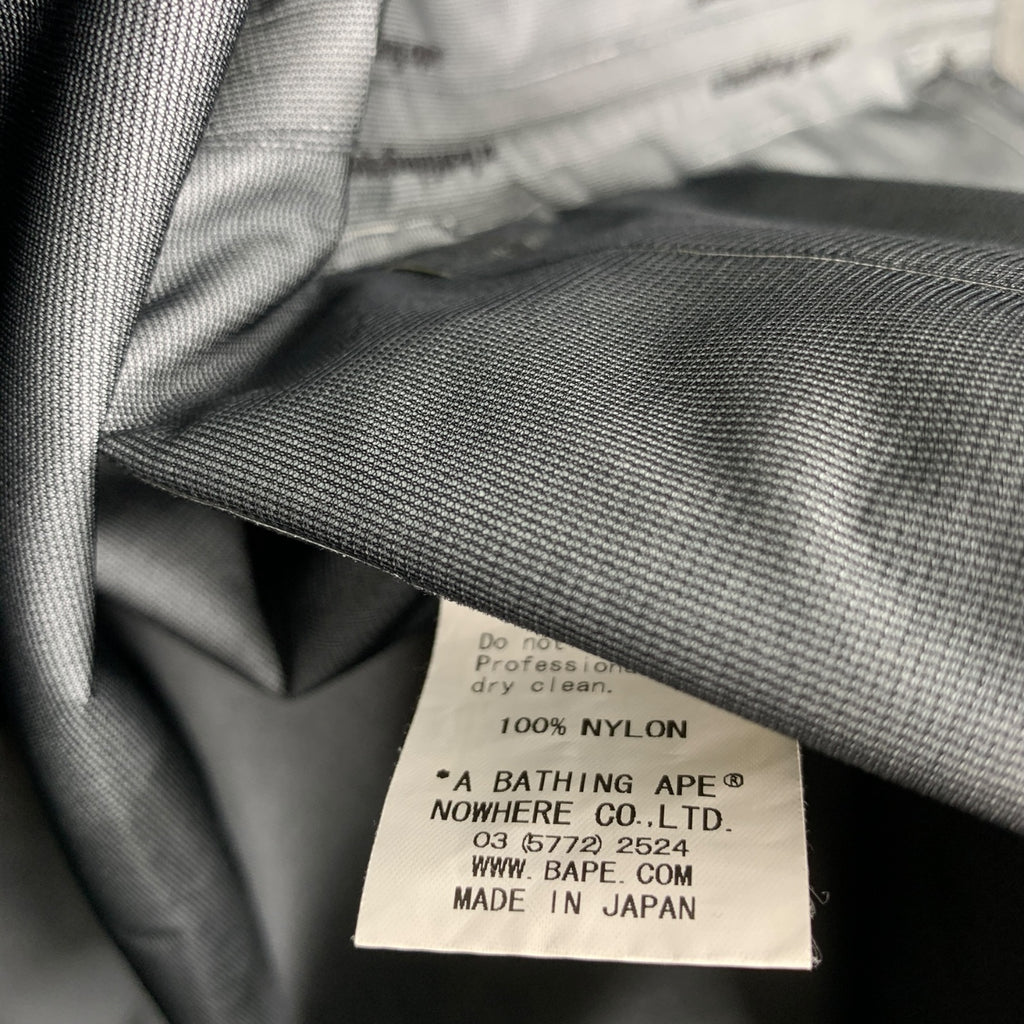 Do not
Professional
dry clean.
100% NYLON
*A BATHING APE®
NOWHERE CO.,LTD.
03 (5772) 2524
WWW. BAPE. COM
MADE IN JAPAN